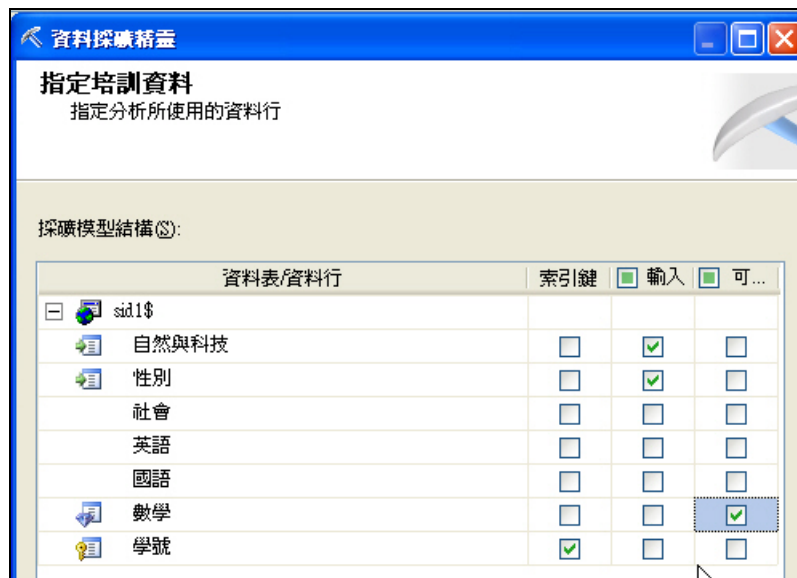 資料採礦精靈
指定培訓資料
指定分析所使用的資料行
採礦模型結構(S):
資料表/資料行 索引鍵 輸入 可...
sid1$
自然與科技
性別
社會
英語
國語
數學
學號